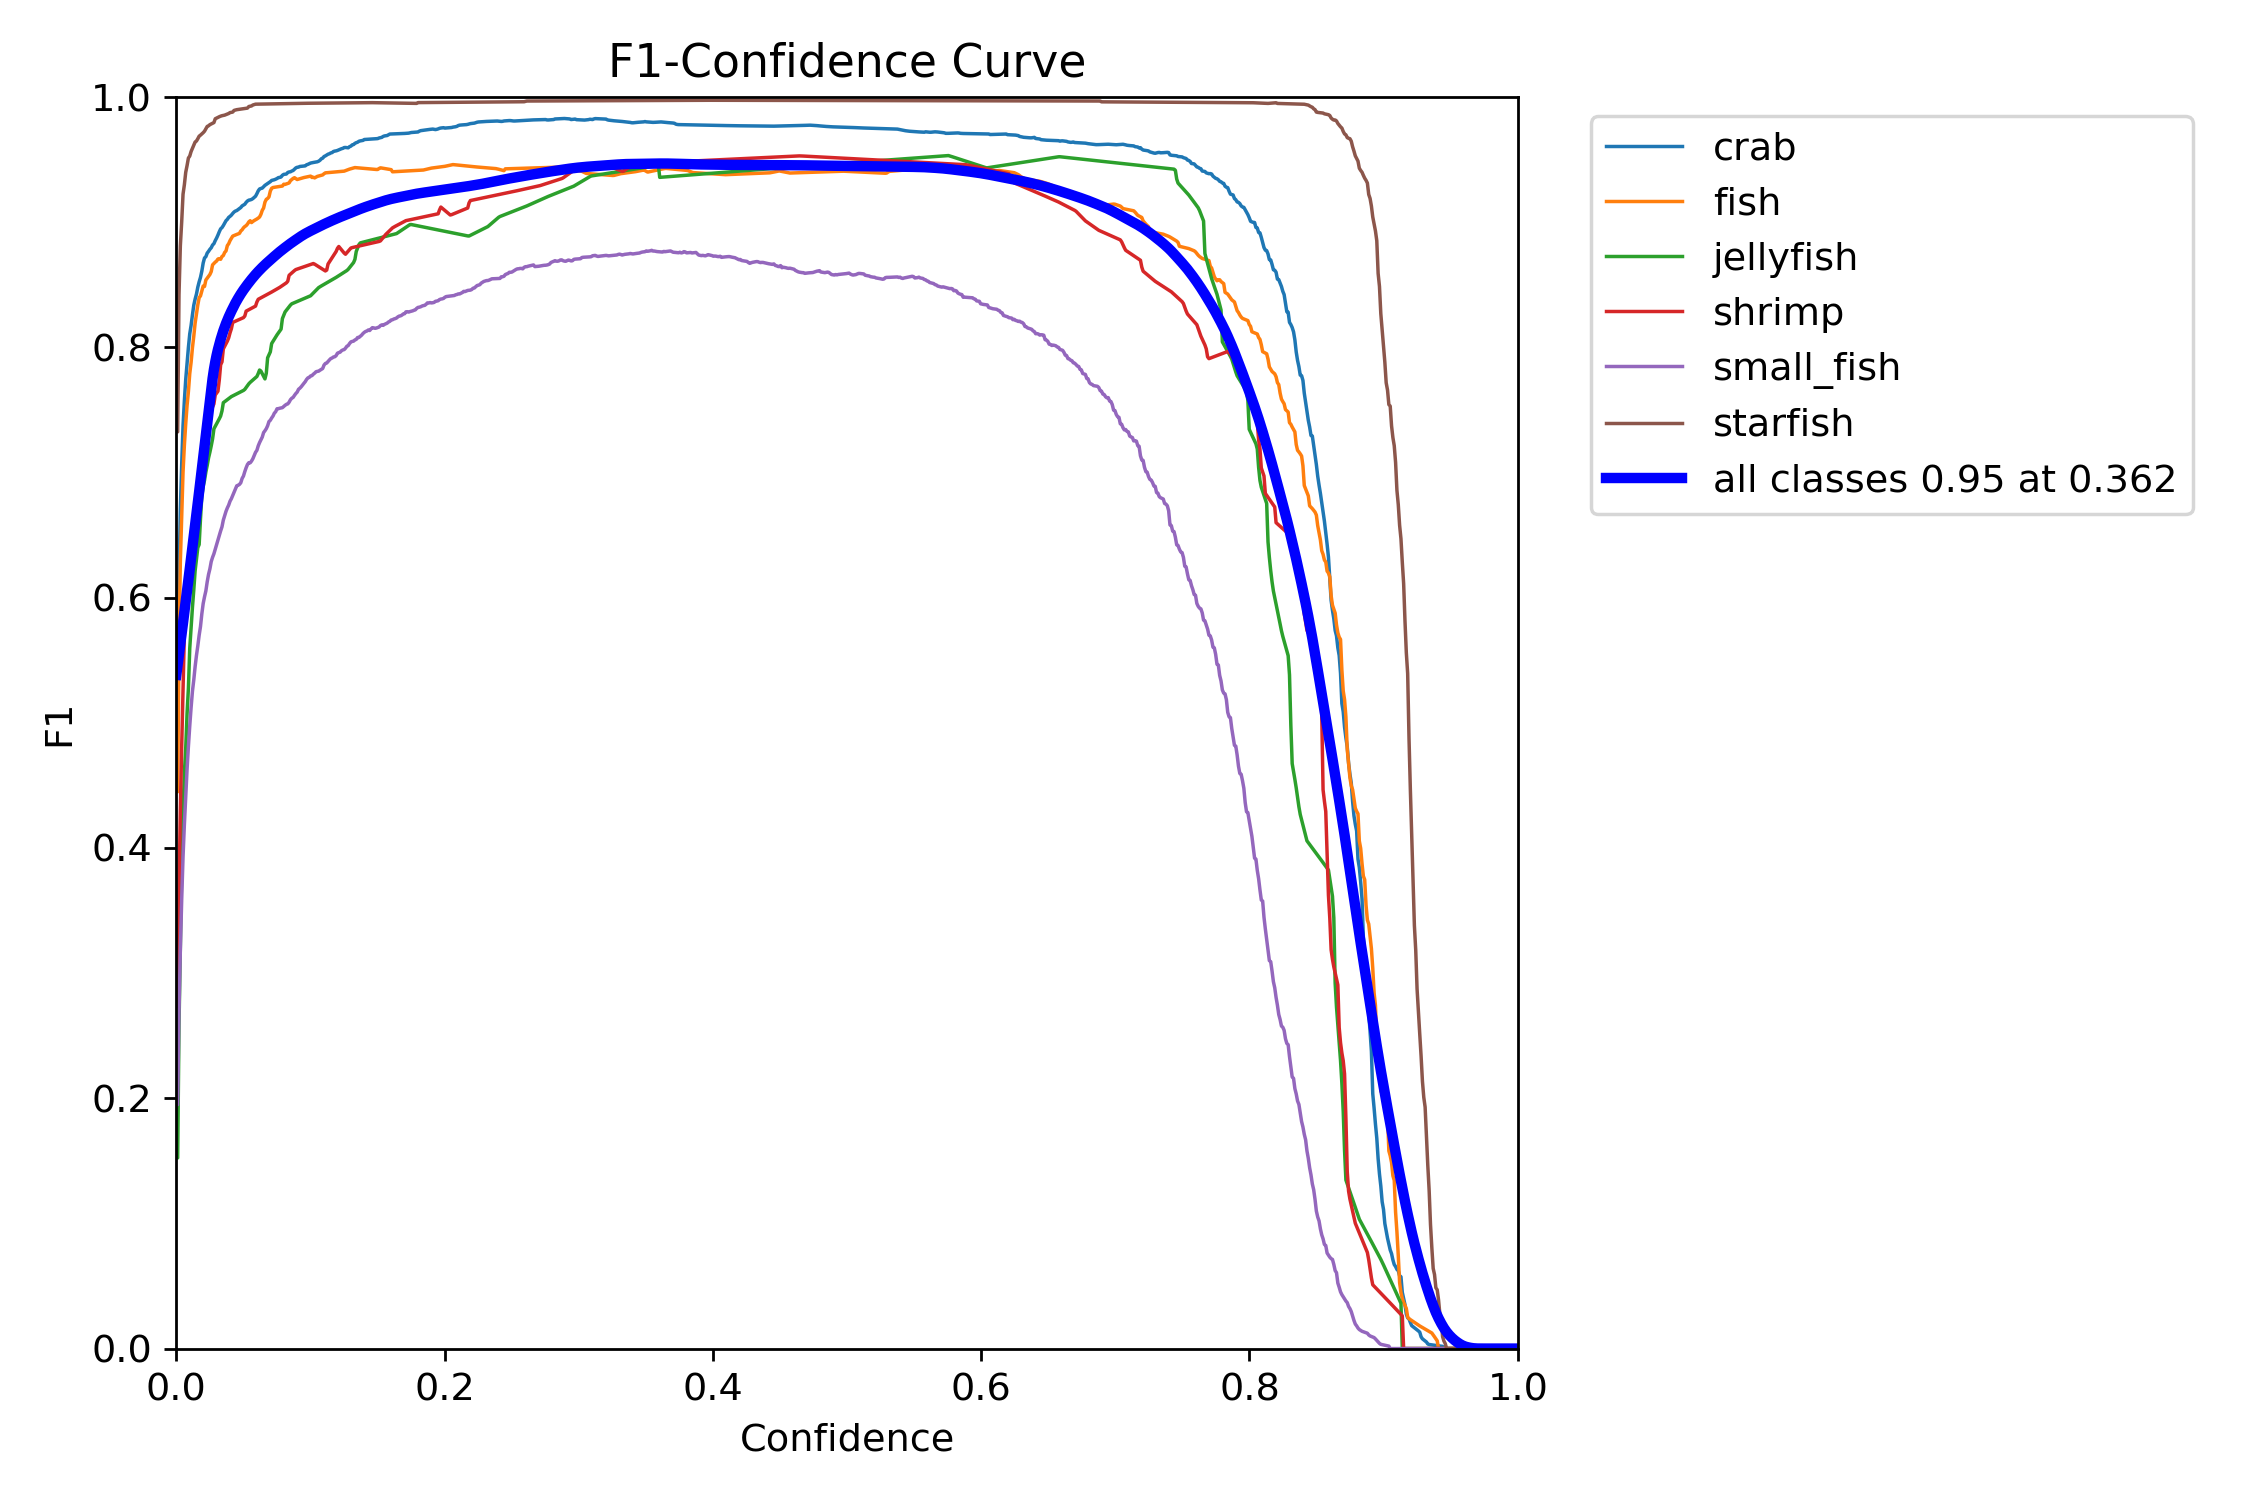 F1-Confidence Curve
1.0
0.8
0.6
0.4
0.2
0.0
F1
0.0 0.2 0.4 0.6 0.8 1.0
Confidence
crab
fish
jellyfish
shrimp
small_fish
starfish
all classes 0.95 at 0.362